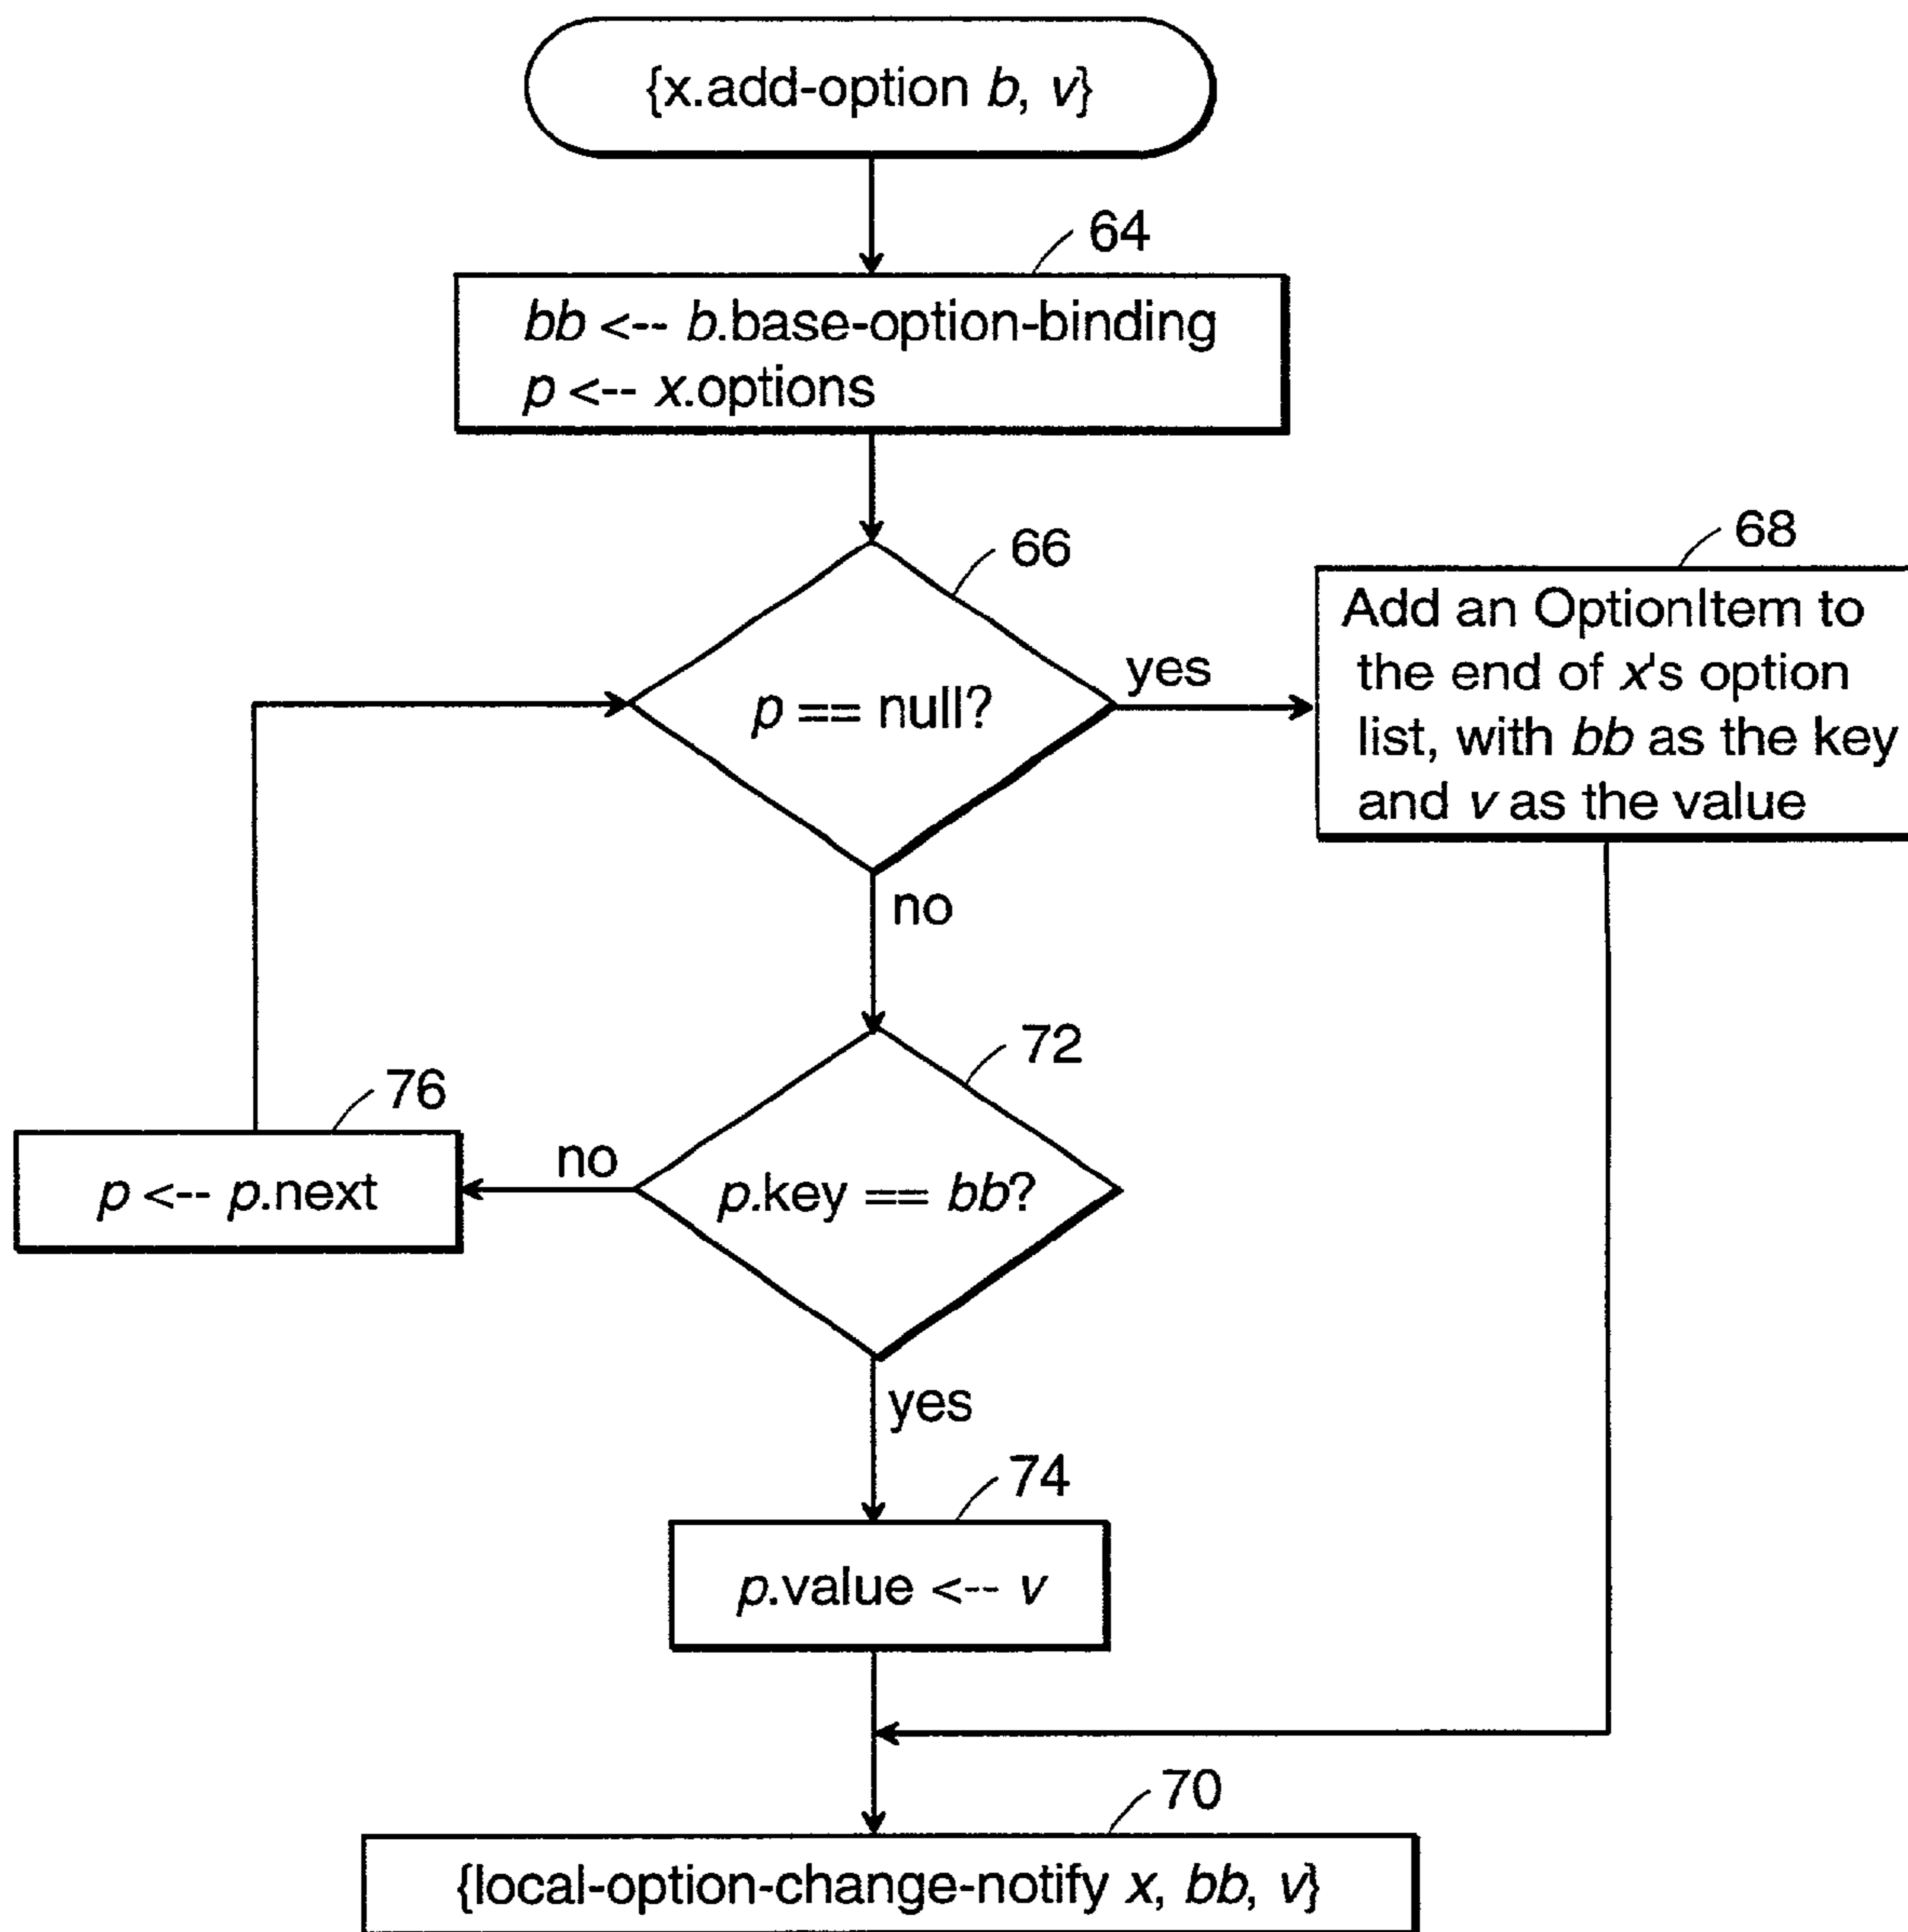 {x.add-option b, v}
64
bb <-- b.base-option-binding
p <-- x.options
66
68
p == null?
yes
Add an OptionItem to
the end of x's option
list, with bb as the key
and v as the value
no
72
76
p.key == bb?
no
p <-- p.next
yes
74
p.value <-- v
70
{local-option-change-notify x, bb, v}